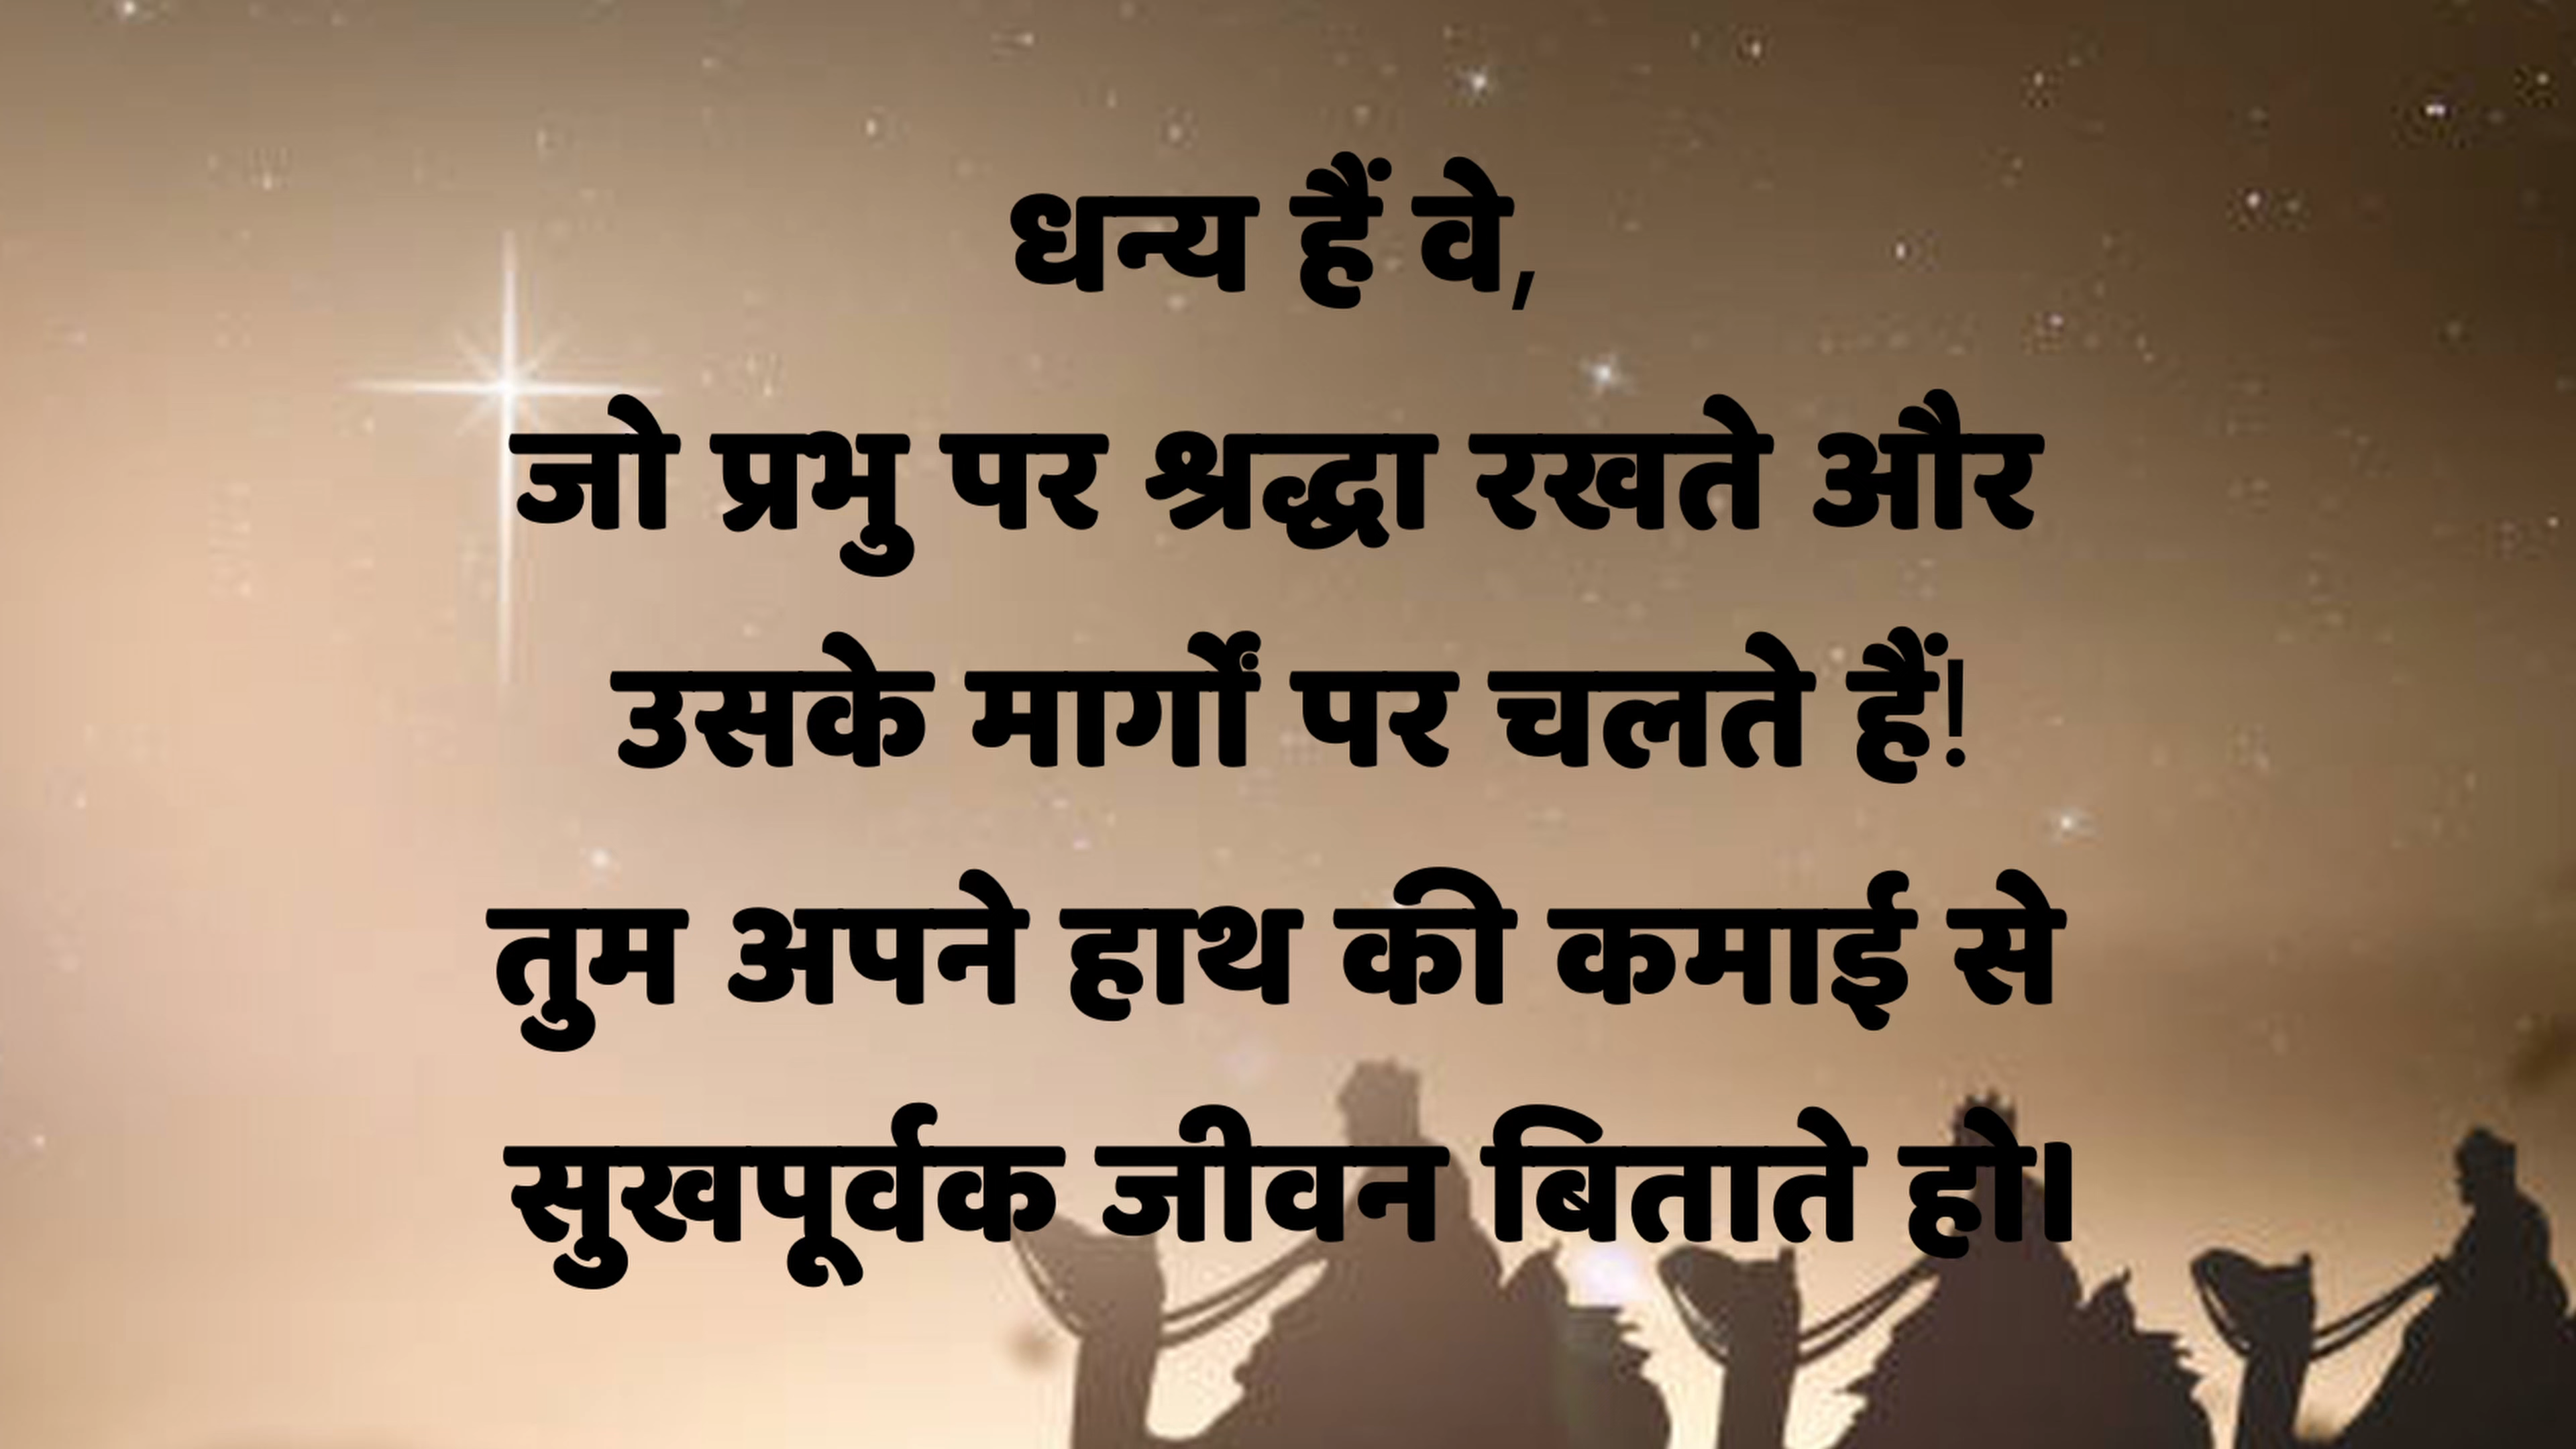 धन्य हैं वे,
जो प्रभु पर श्रद्धा रखते और
उसके मार्गों पर चलते हैं!
तुम अपने हाथ की कमाई से
सुखपूर्वक जीवन बिताते हो।